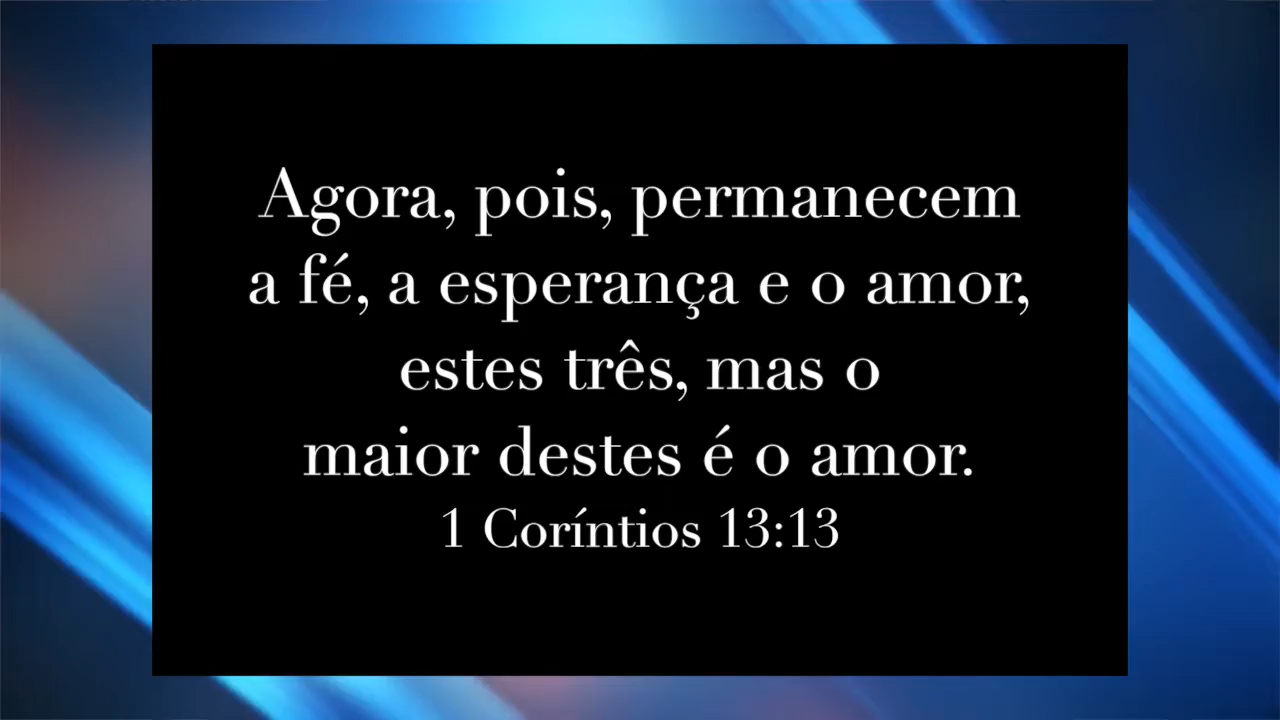 Agora, pois, permanecem
a fé, a esperança e o amor,
estes três, mas o
maior destes é o amor.
1 Coríntios 13:13